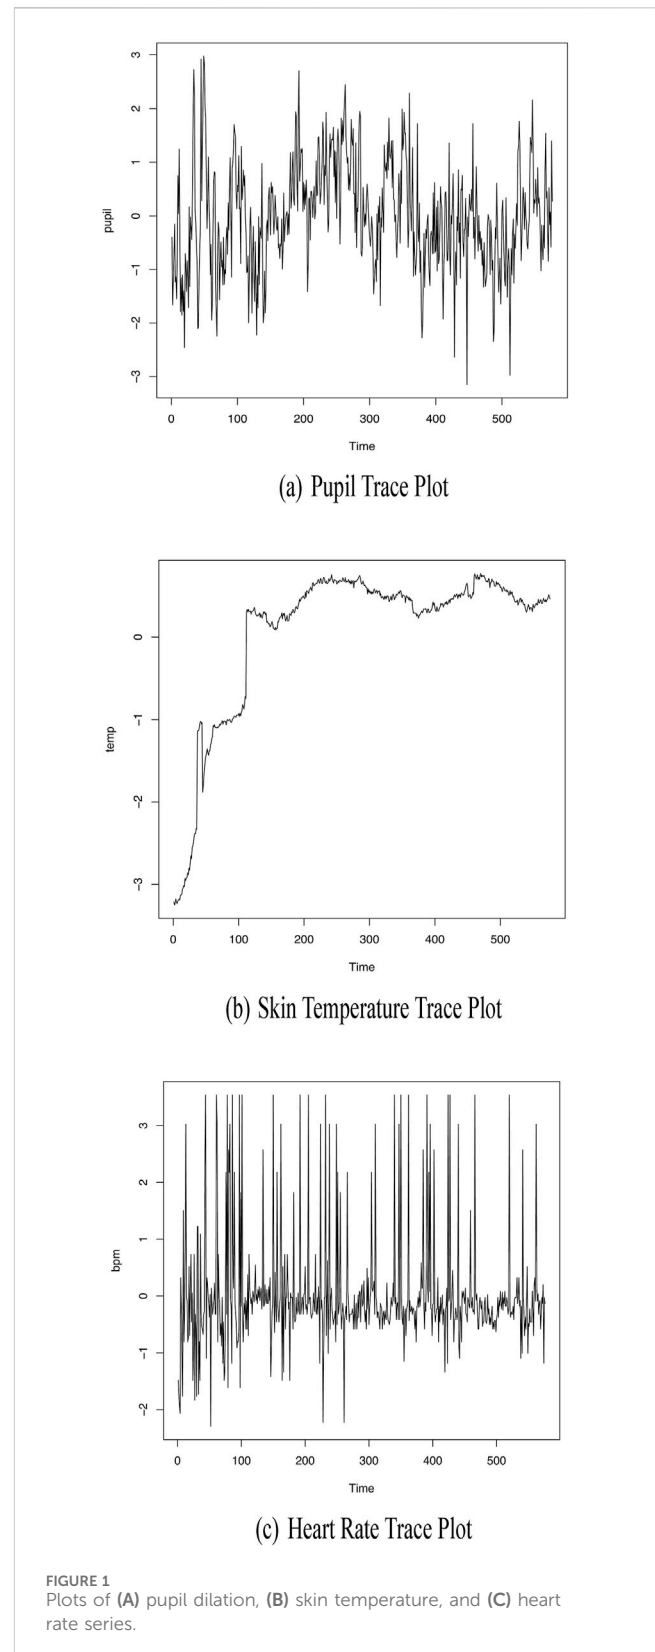 3
2
1
0
−1
−2
−3
pupil
0 100 200 300 400 500
Time
(a) Pupil Trace Plot
0
−1
−2
−3
temp
0 100 200 300 400 500
Time
(b) Skin Temperature Trace Plot
3
2
1
0
−1
−2
bpm
0 100 200 300 400 500
Time
(c) Heart Rate Trace Plot
FIGURE 1
Plots of (A) pupil dilation, (B) skin temperature, and (C) heart
rate series.